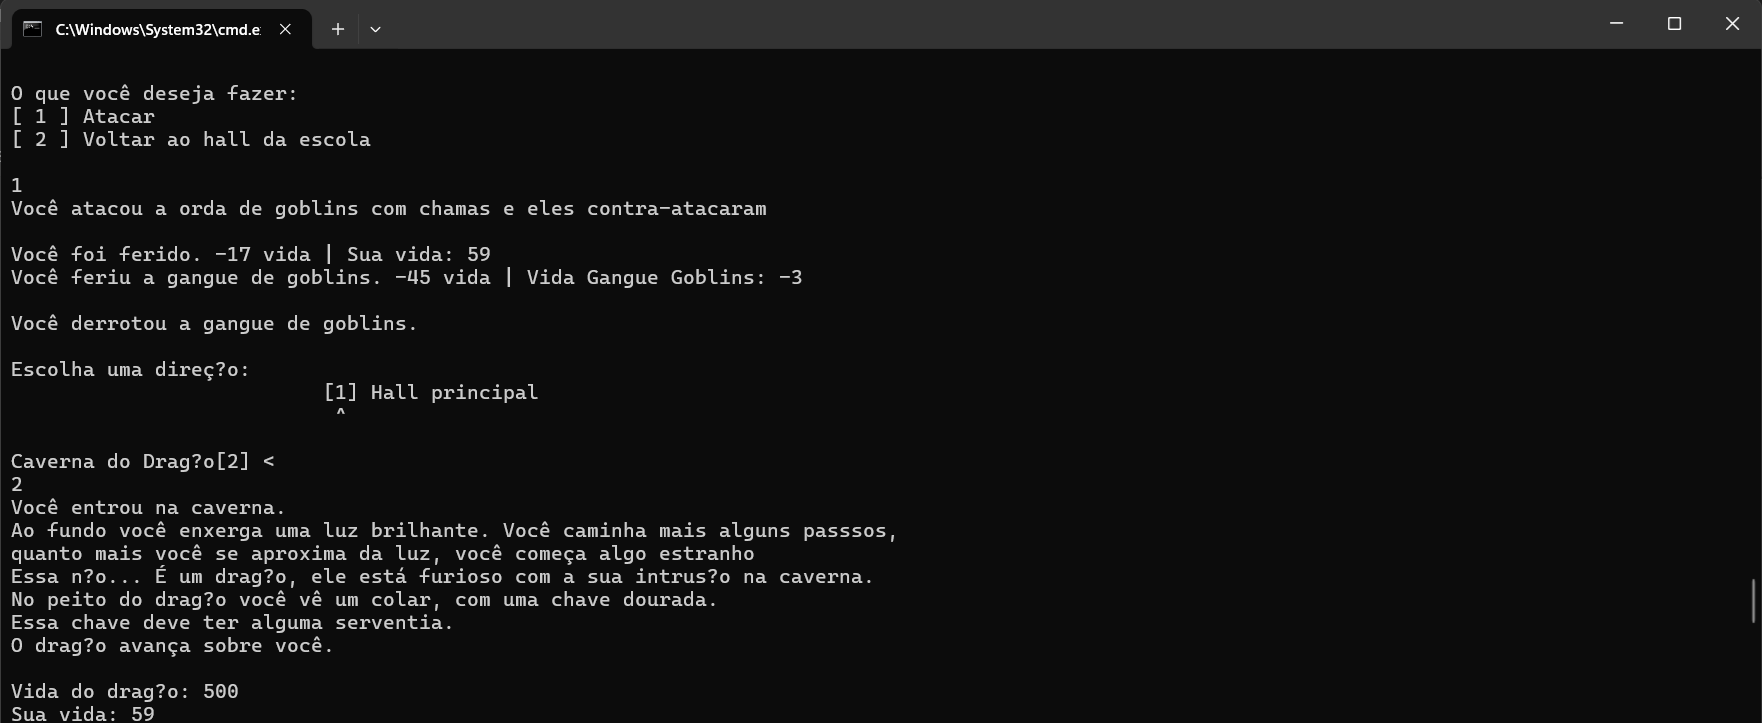 C:\Windows\System32\cmd.e
O que você deseja fazer:
[ 1 ] Atacar
[ 2 ] Voltar ao hall da escola
1
Você atacou a orda de goblins com chamas e eles contra-atacaram
Você foi ferido. -17 vida | Sua vida: 59
Você feriu a gangue de goblins. -45 vida | Vida Gangue Goblins: -3
Você derrotou a gangue de goblins.
Escolha uma direç?o:
[1] Hall principal
^
Caverna do Drag?o[2] <
2
Você entrou na caverna.
Ao fundo você enxerga uma luz brilhante. Você caminha mais alguns passsos,
quanto mais você se aproxima da luz, você começa algo estranho
Essa n?o... É um drag?o, ele está furioso com a sua intrus?o na caverna.
No peito do drag?o você vê um colar, com uma chave dourada.
Essa chave deve ter alguma serventia.
O drag?o avança sobre você.
Vida do drag?o: 500
Sua vida: 59